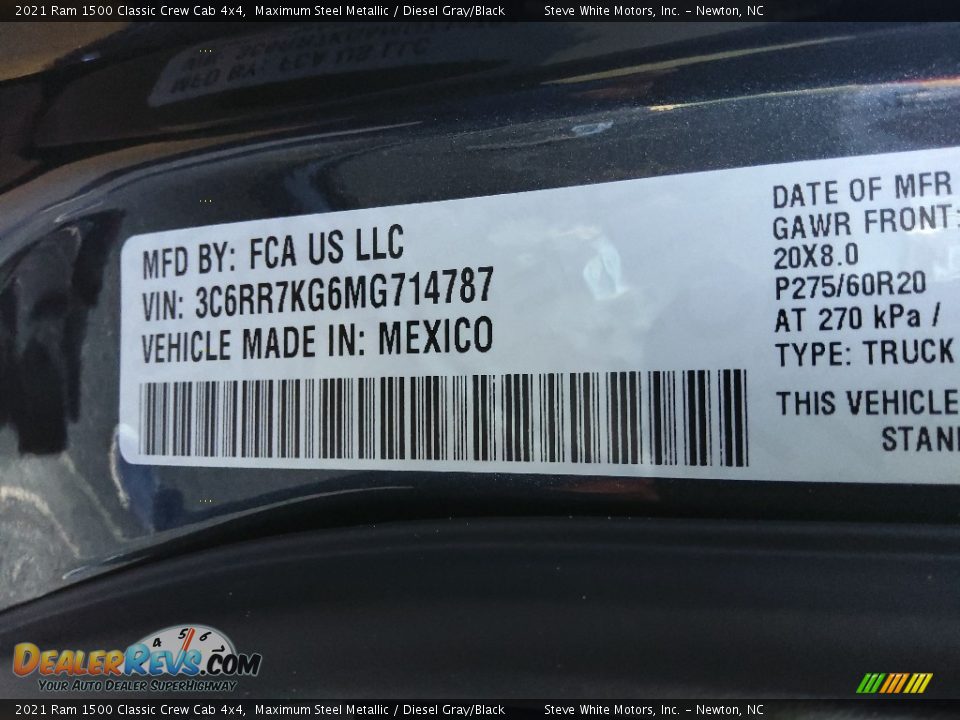 2021 Ram 1500 Classic Crew Cab 4x4, Maximum Steel Metallic / Diesel Gray/Black Steve White Motors, Inc. - Newton, NC
MFD BY: FCA US LLC
VIN: 3C6RR7KG6MG714787
VEHICLE MADE IN: MEXICO
DATE OF MFR
GAWR FRONT:
20X8.0
P275/60R20
AT 270 kPa /
TYPE: TRUCK
THIS VEHICLE
4 5 6
DEALERREVS.COM
YOUR AUTO DEALER SUPERHIGHWAY
2021 Ram 1500 Classic Crew Cab 4x4, Maximum Steel Metallic / Diesel Gray/Black Steve White Motors, Inc. - Newton, NC